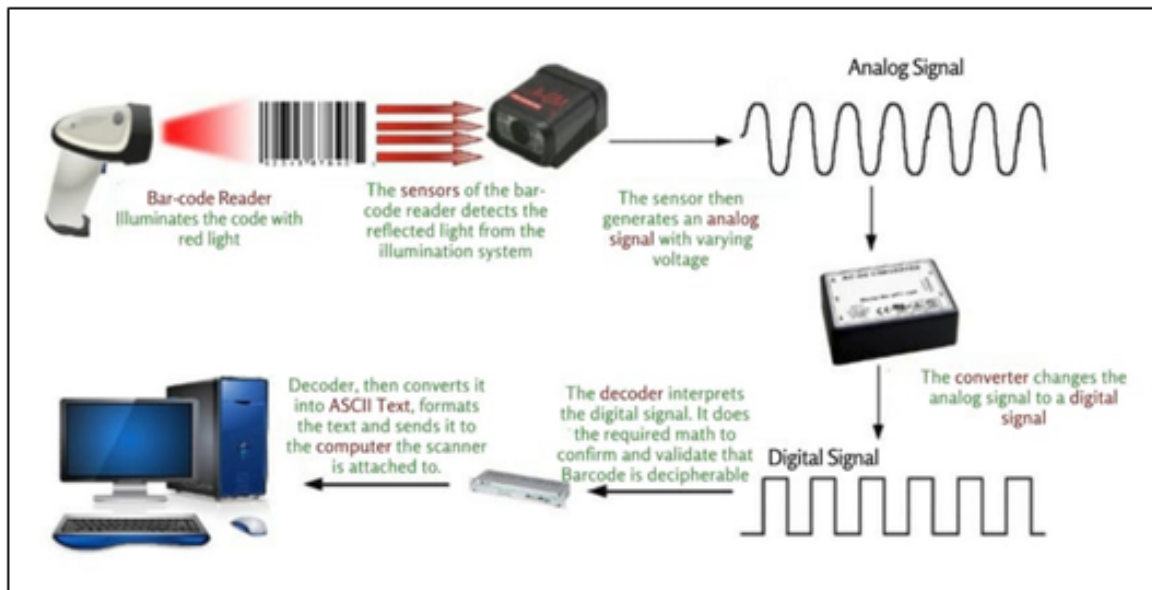 Analog Signal
Bar-code Reader
Illuminates the code with
red light
The sensors of the bar-
code reader detects the
reflected light from the
illumination system
The sensor then
generates an analog
signal with varying
voltage
The converter changes the
analog signal to a digital
signal
Digital Signal
The decoder interprets
the digital signal. It does
the required math to
confirm and validate that
Barcode is decipherable
Decoder, then converts it
into ASCII Text, formats
the text and sends it to
the computer the scanner
is attached to.